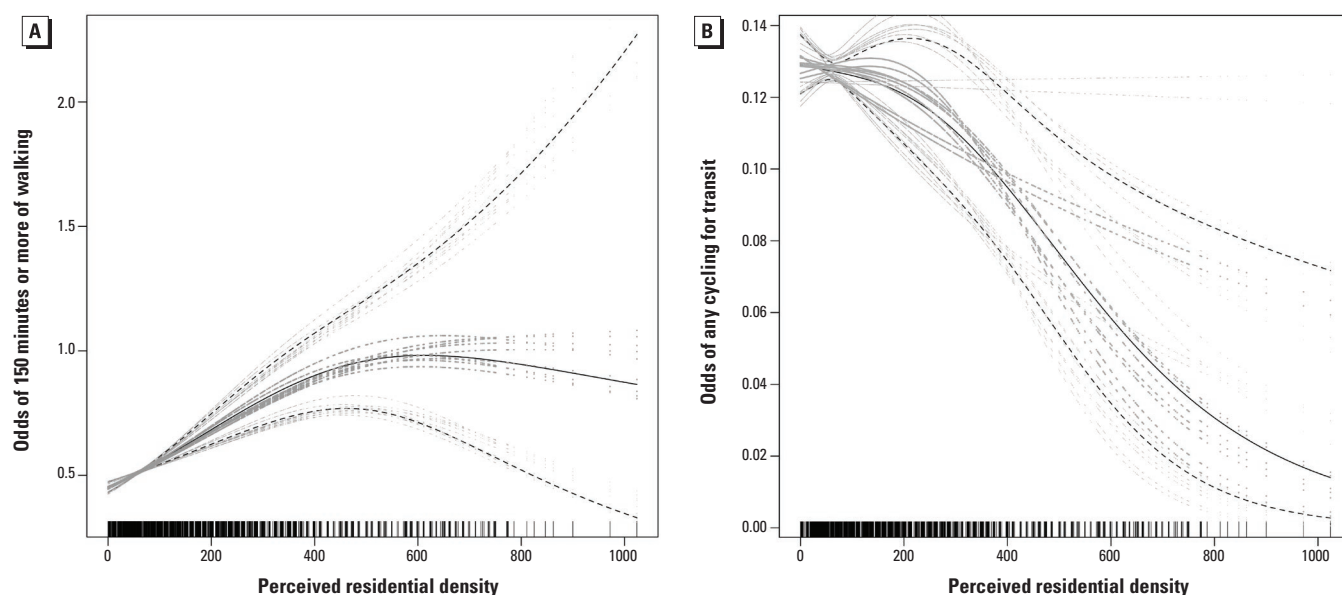 A
Odds of 150 minutes or more of walking
2.0
1.5
1.0
0.5
0 200 400 600 800 1000
Perceived residential density
B
Odds of any cycling for transit
0.14
0.12
0.10
0.08
0.06
0.04
0.02
0.00
0 200 400 600 800 1000
Perceived residential density